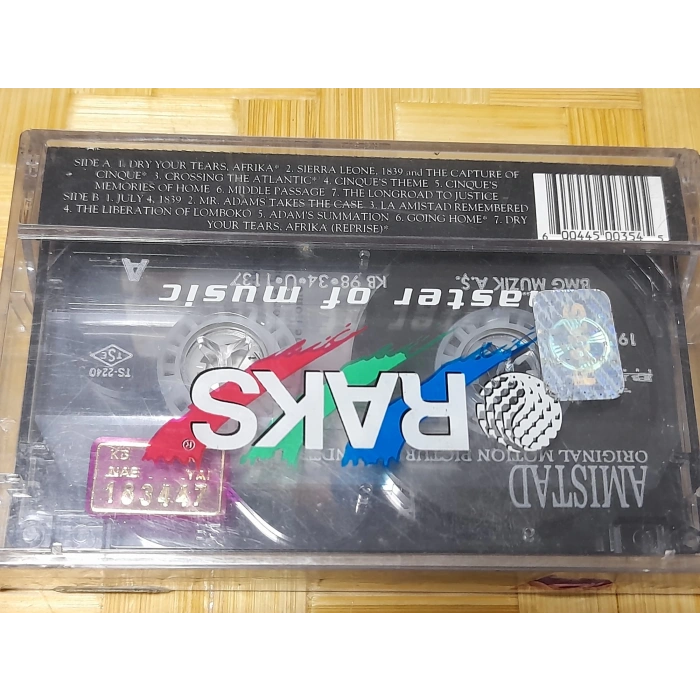 SIDE A 1. DRY YOUR TEARS, AFRIKA* 2. SIERRA LEONE, 1839 and THE CAPTURE OF
CINQUE* 3. CROSSING THE ATLANTIC* 4. CINQUE'S THEME 5. CINQUE'S
MEMORIES OF HOME 6. MIDDLE PASSAGE 7. THE LONGROAD TO JUSTICE
SIDE B 1. JULY 4, 1839 2. MR. ADAMS TAKES THE CASE 3. LA AMISTAD REMEMBERED
4. THE LIBERATION OF LOMBOKO 5. ADAM'S SUMMATION 6. GOING HOME* 7. DRY
YOUR TEARS, AFRIKA (REPRISE)*
6 00445 00354 5
A
KB 98•34•U•1137
BMG MUZIK A.Ş.
master of music
TSE
TS-2240
RAKS
®
ORIGINAL MOTION PICTURE
AMISTAD
KB
183447